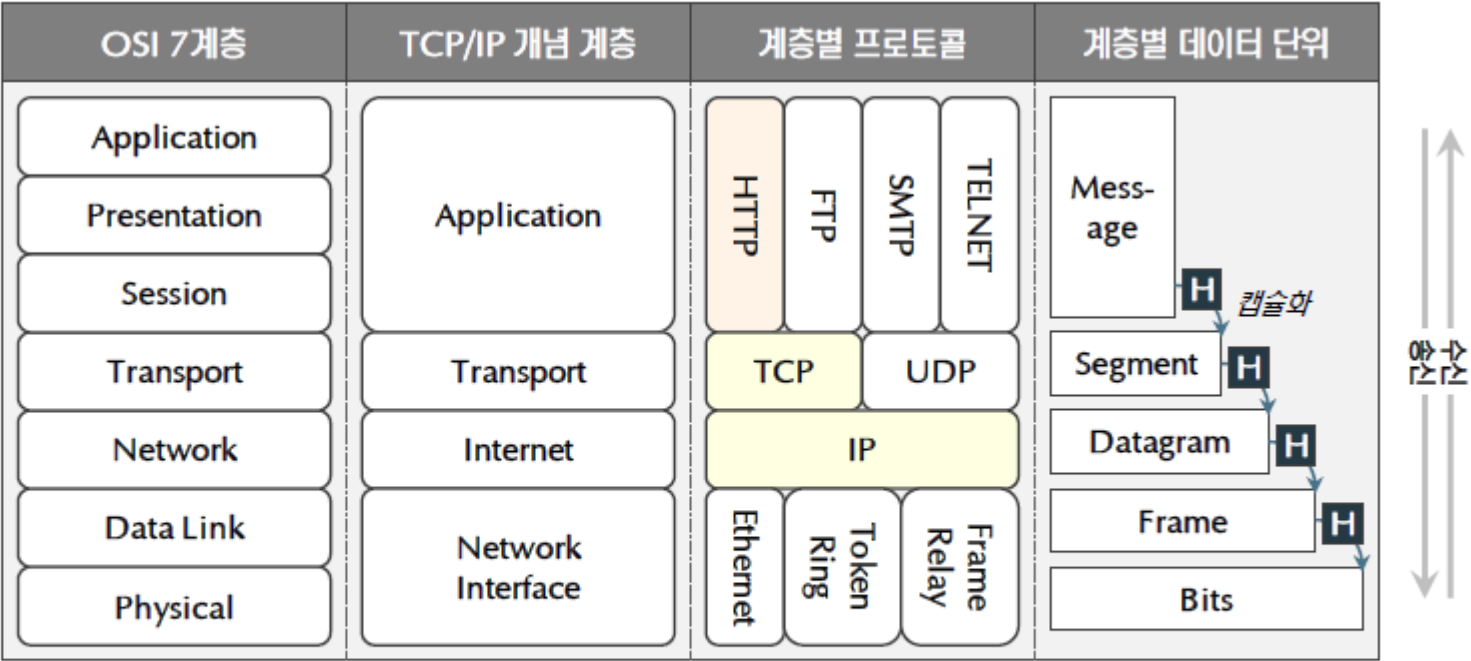 OSI 7계층
TCP/IP 개념 계층
계층별 프로토콜
계층별 데이터 단위
Application
Presentation
Session
Transport
Network
Data Link
Physical
Application
Transport
Internet
Network
Interface
HTTP
FTP
SMTP
TELNET
TCP
UDP
IP
Ethernet
Token
Ring
Frame
Relay
Mess-
age
H
캡슐화
Segment
H
Datagram
H
Frame
H
Bits
수신
송신